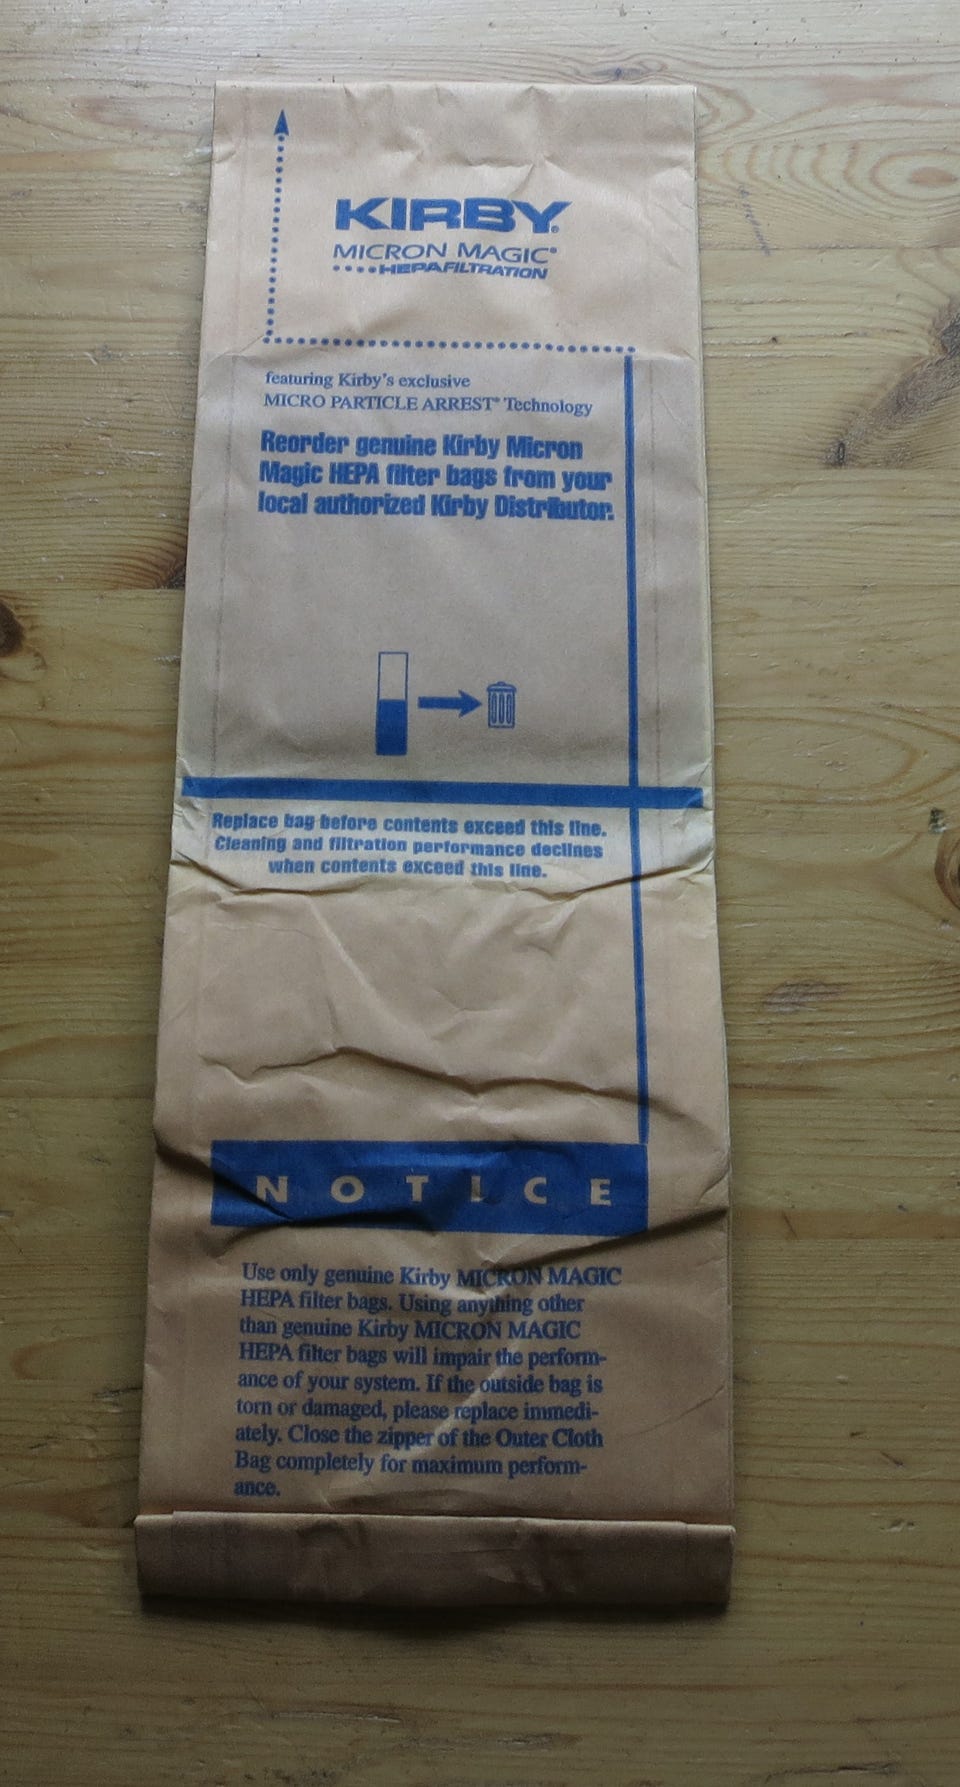 KIRBY®
MICRON MAGIC®
HEPAFILTRATION
featuring Kirby's exclusive
MICRO PARTICLE ARREST® Technology
Reorder genuine Kirby Micron
Magic HEPA filter bags from your
local authorized Kirby Distributor.
Replace bag before contents exceed this line.
Cleaning and filtration performance declines
when contents exceed this line.
NOTICE
Use only genuine Kirby MICRON MAGIC
HEPA filter bags. Using anything other
than genuine Kirby MICRON MAGIC
HEPA filter bags will impair the perform-
ance of your system. If the outside bag is
torn or damaged, please replace immedi-
ately. Close the zipper of the Outer Cloth
Bag completely for maximum perform-
ance.